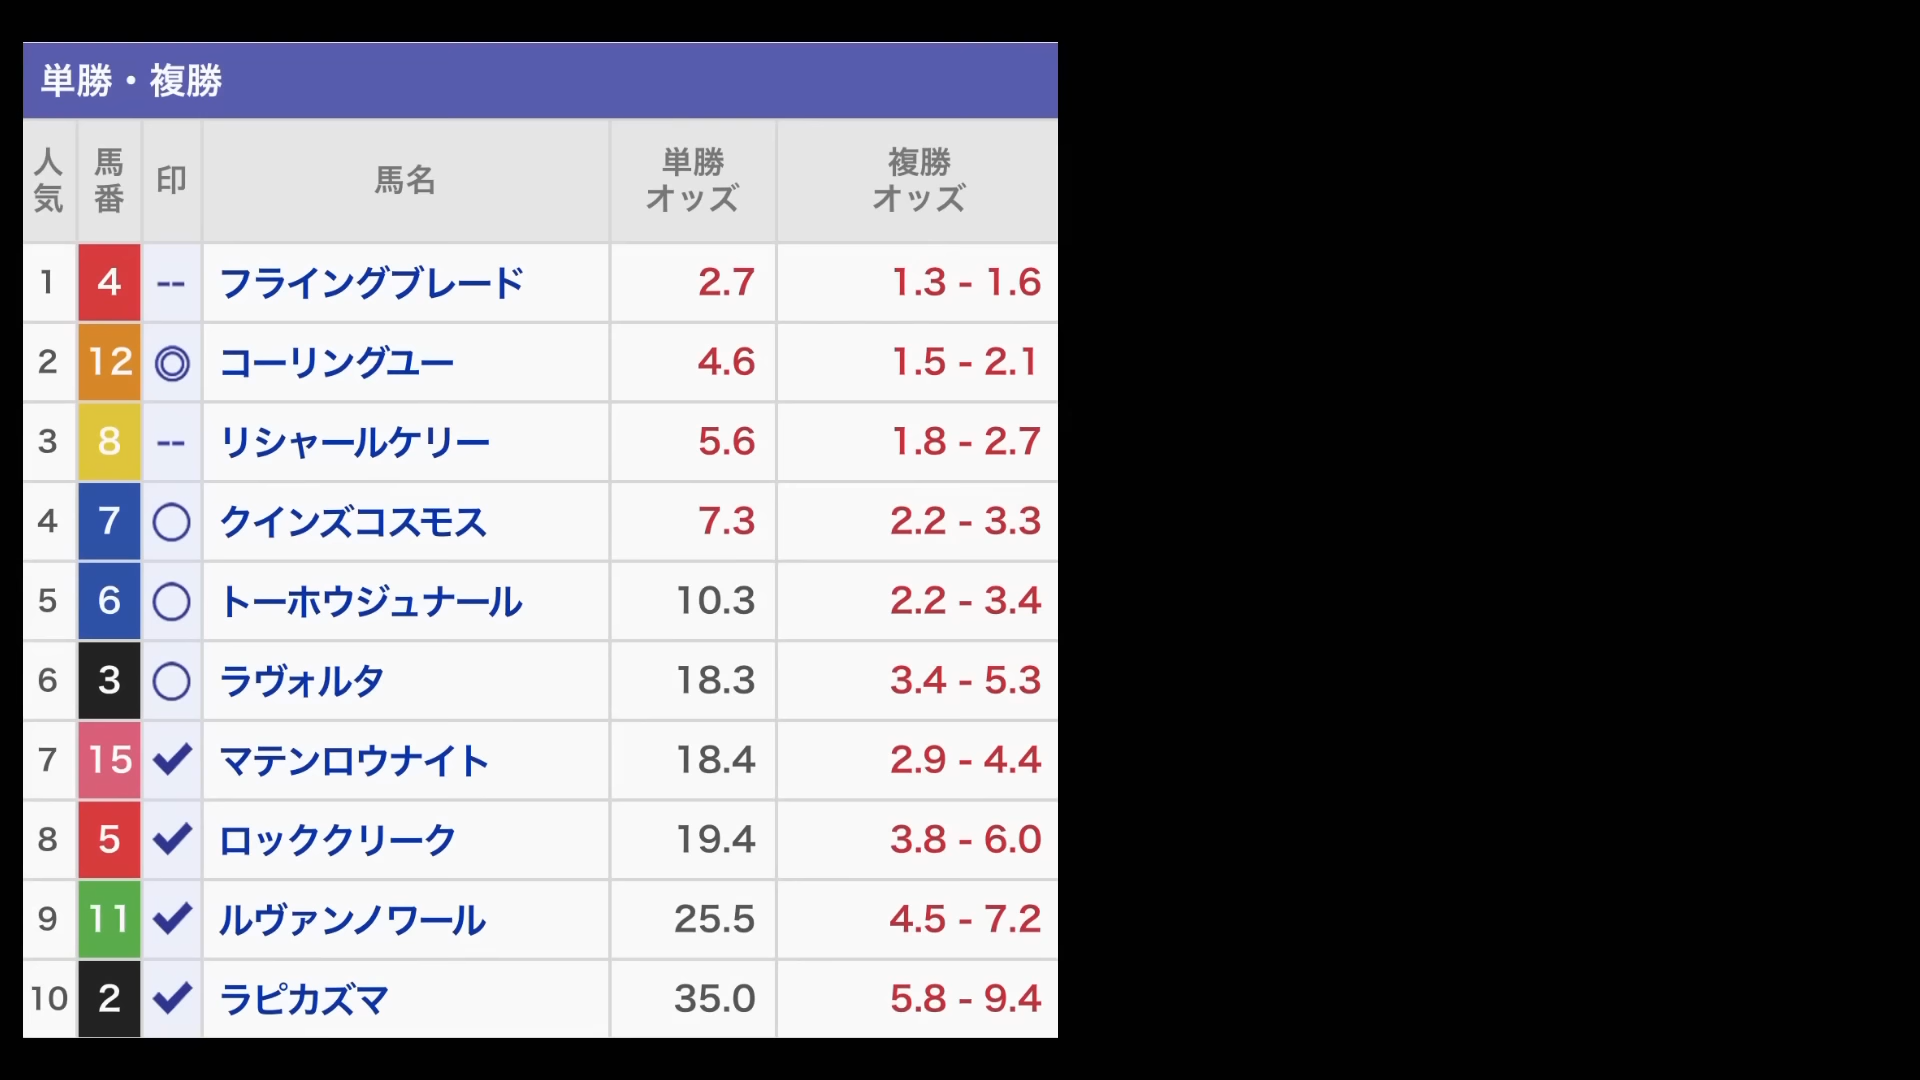 単勝・複勝
人気 馬番 印 馬名 単勝オッズ 複勝オッズ
1 4 -- フライングブレード 2.7 1.3 - 1.6
2 12 ◎ コーリングユー 4.6 1.5 - 2.1
3 8 -- リシャールケリー 5.6 1.8 - 2.7
4 7 ○ クインズコスモス 7.3 2.2 - 3.3
5 6 ○ トーホウジュナール 10.3 2.2 - 3.4
6 3 ○ ラヴォルタ 18.3 3.4 - 5.3
7 15 ✔ マテンロウナイト 18.4 2.9 - 4.4
8 5 ✔ ロッククリーク 19.4 3.8 - 6.0
9 11 ✔ ルヴァンノワール 25.5 4.5 - 7.2
10 2 ✔ ラピカズマ 35.0 5.8 - 9.4